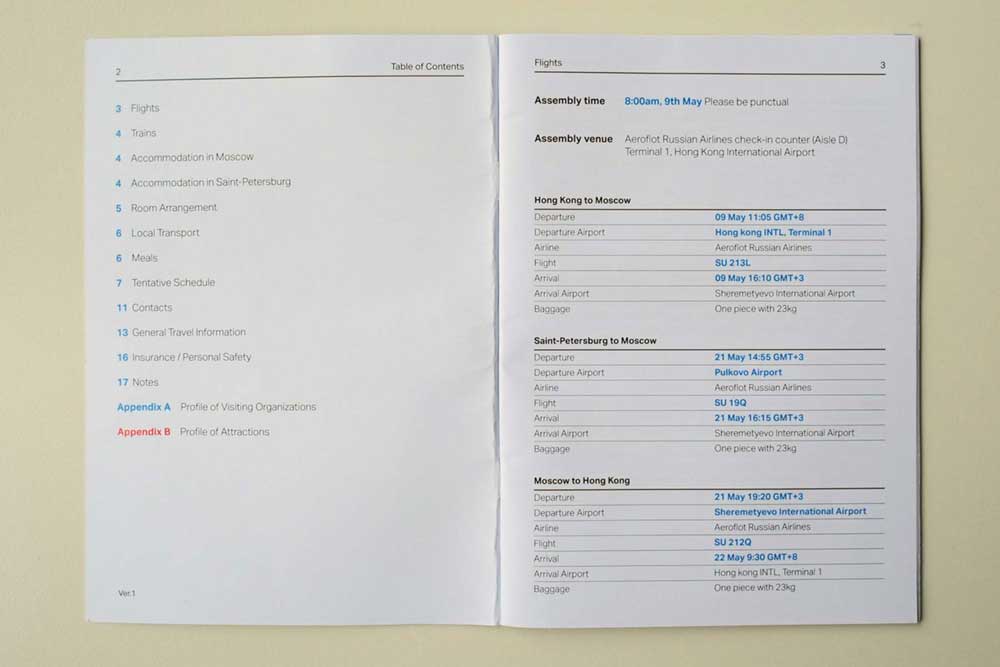 2
Table of Contents
3 Flights
4 Trains
4 Accommodation in Moscow
4 Accommodation in Saint-Petersburg
5 Room Arrangement
6 Local Transport
6 Meals
7 Tentative Schedule
11 Contacts
13 General Travel Information
16 Insurance / Personal Safety
17 Notes
Appendix A Profile of Visiting Organizations
Appendix B Profile of Attractions
Ver.1
Flights
3
Assembly time 8:00am, 9th May Please be punctual
Assembly venue Aerofiot Russian Airlines check-in counter (Aisle D)
Terminal 1, Hong Kong International Airport
Hong Kong to Moscow
Departure 09 May 11:05 GMT+8
Departure Airport Hong kong INTL, Terminal 1
Airline Aerofiot Russian Airlines
Flight SU 213L
Arrival 09 May 16:10 GMT+3
Arrival Airport Sheremetyevo International Airport
Baggage One piece with 23kg
Saint-Petersburg to Moscow
Departure 21 May 14:55 GMT+3
Departure Airport Pulkovo Airport
Airline Aerofiot Russian Airlines
Flight SU 19Q
Arrival 21 May 16:15 GMT+3
Arrival Airport Sheremetyevo International Airport
Baggage One piece with 23kg
Moscow to Hong Kong
Departure 21 May 19:20 GMT+3
Departure Airport Sheremetyevo International Airport
Airline Aerofiot Russian Airlines
Flight SU 212Q
Arrival 22 May 9:30 GMT+8
Arrival Airport Hong kong INTL, Terminal 1
Baggage One piece with 23kg